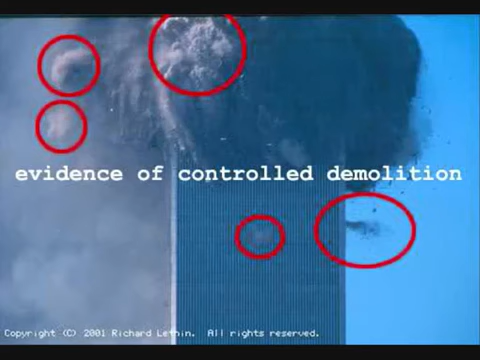 evidence of controlled demolition
Copyright (C) 2001 Richard Lethin. All rights reserved.